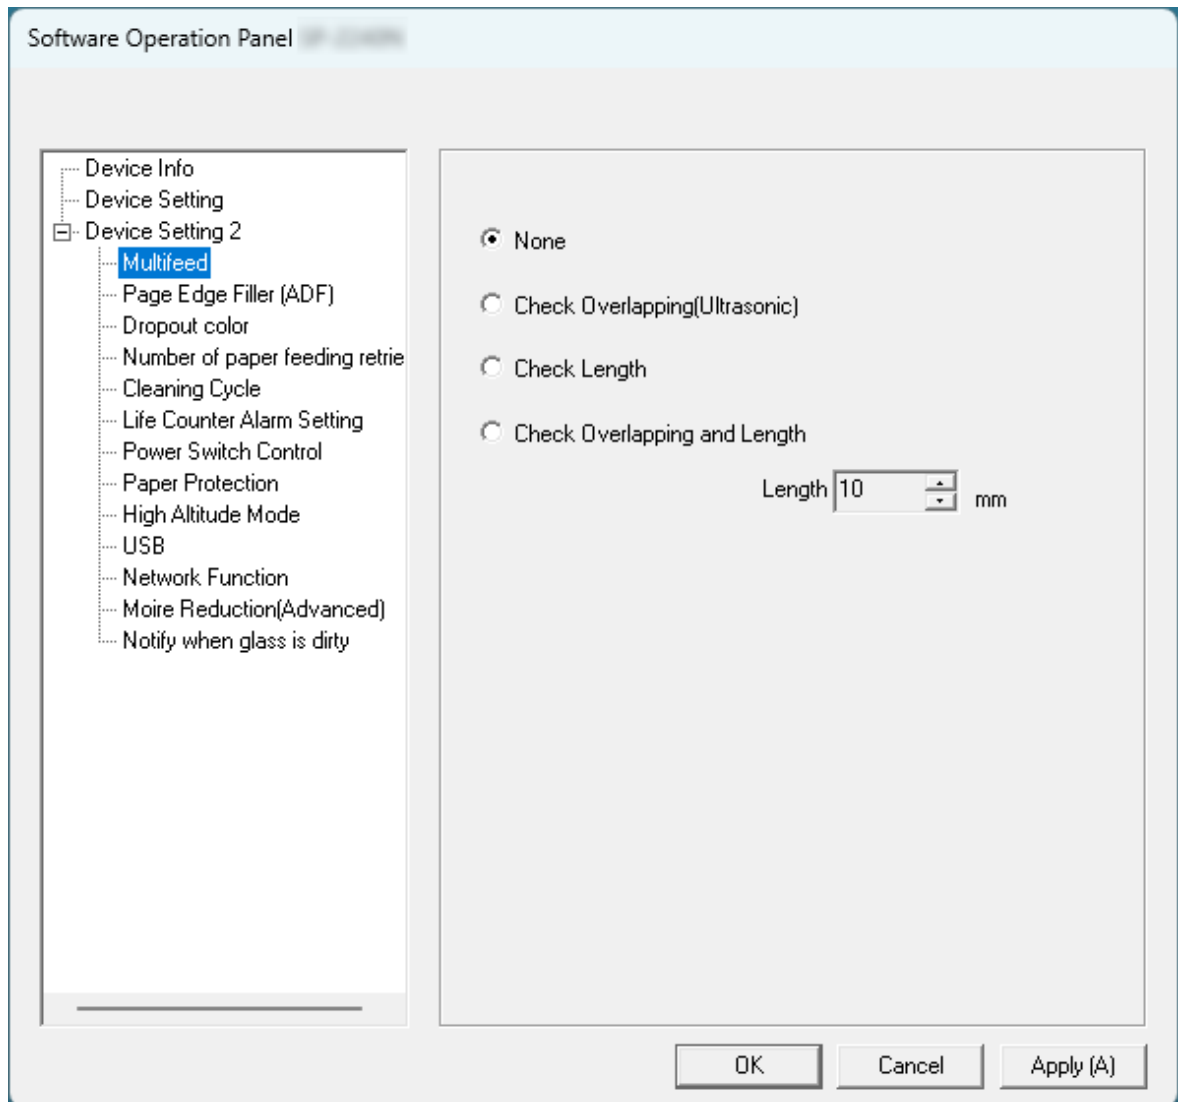 Software Operation Panel
Device Info
Device Setting
Device Setting 2
Multifeed
Page Edge Filler (ADF)
Dropout color
Number of paper feeding retrie
Cleaning Cycle
Life Counter Alarm Setting
Power Switch Control
Paper Protection
High Altitude Mode
USB
Network Function
Moire Reduction(Advanced)
Notify when glass is dirty
None
Check Overlapping(Ultrasonic)
Check Length
Check Overlapping and Length
Length 10 mm
OK Cancel Apply (A)